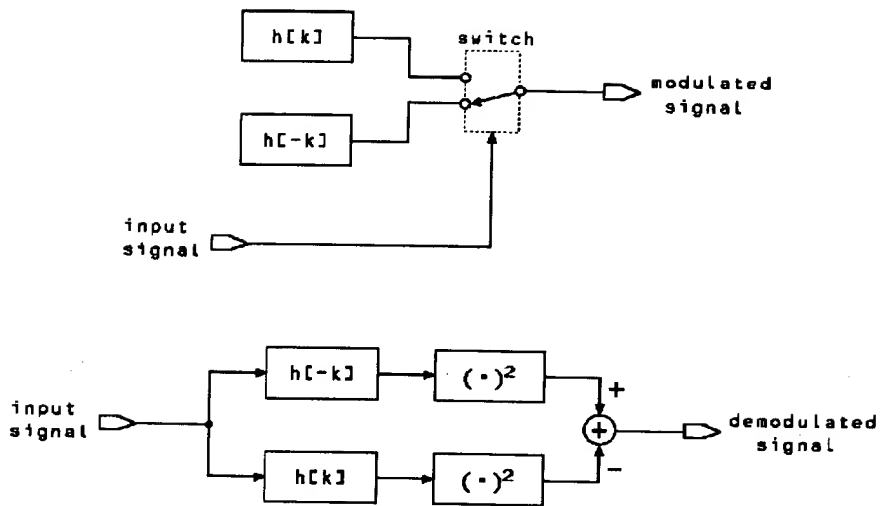 h[k]
switch
modulated
signal
h[-k]
input
signal
h[-k]
(•)²
+
input
signal
+
demodulated
signal
h[k]
(•)²
−